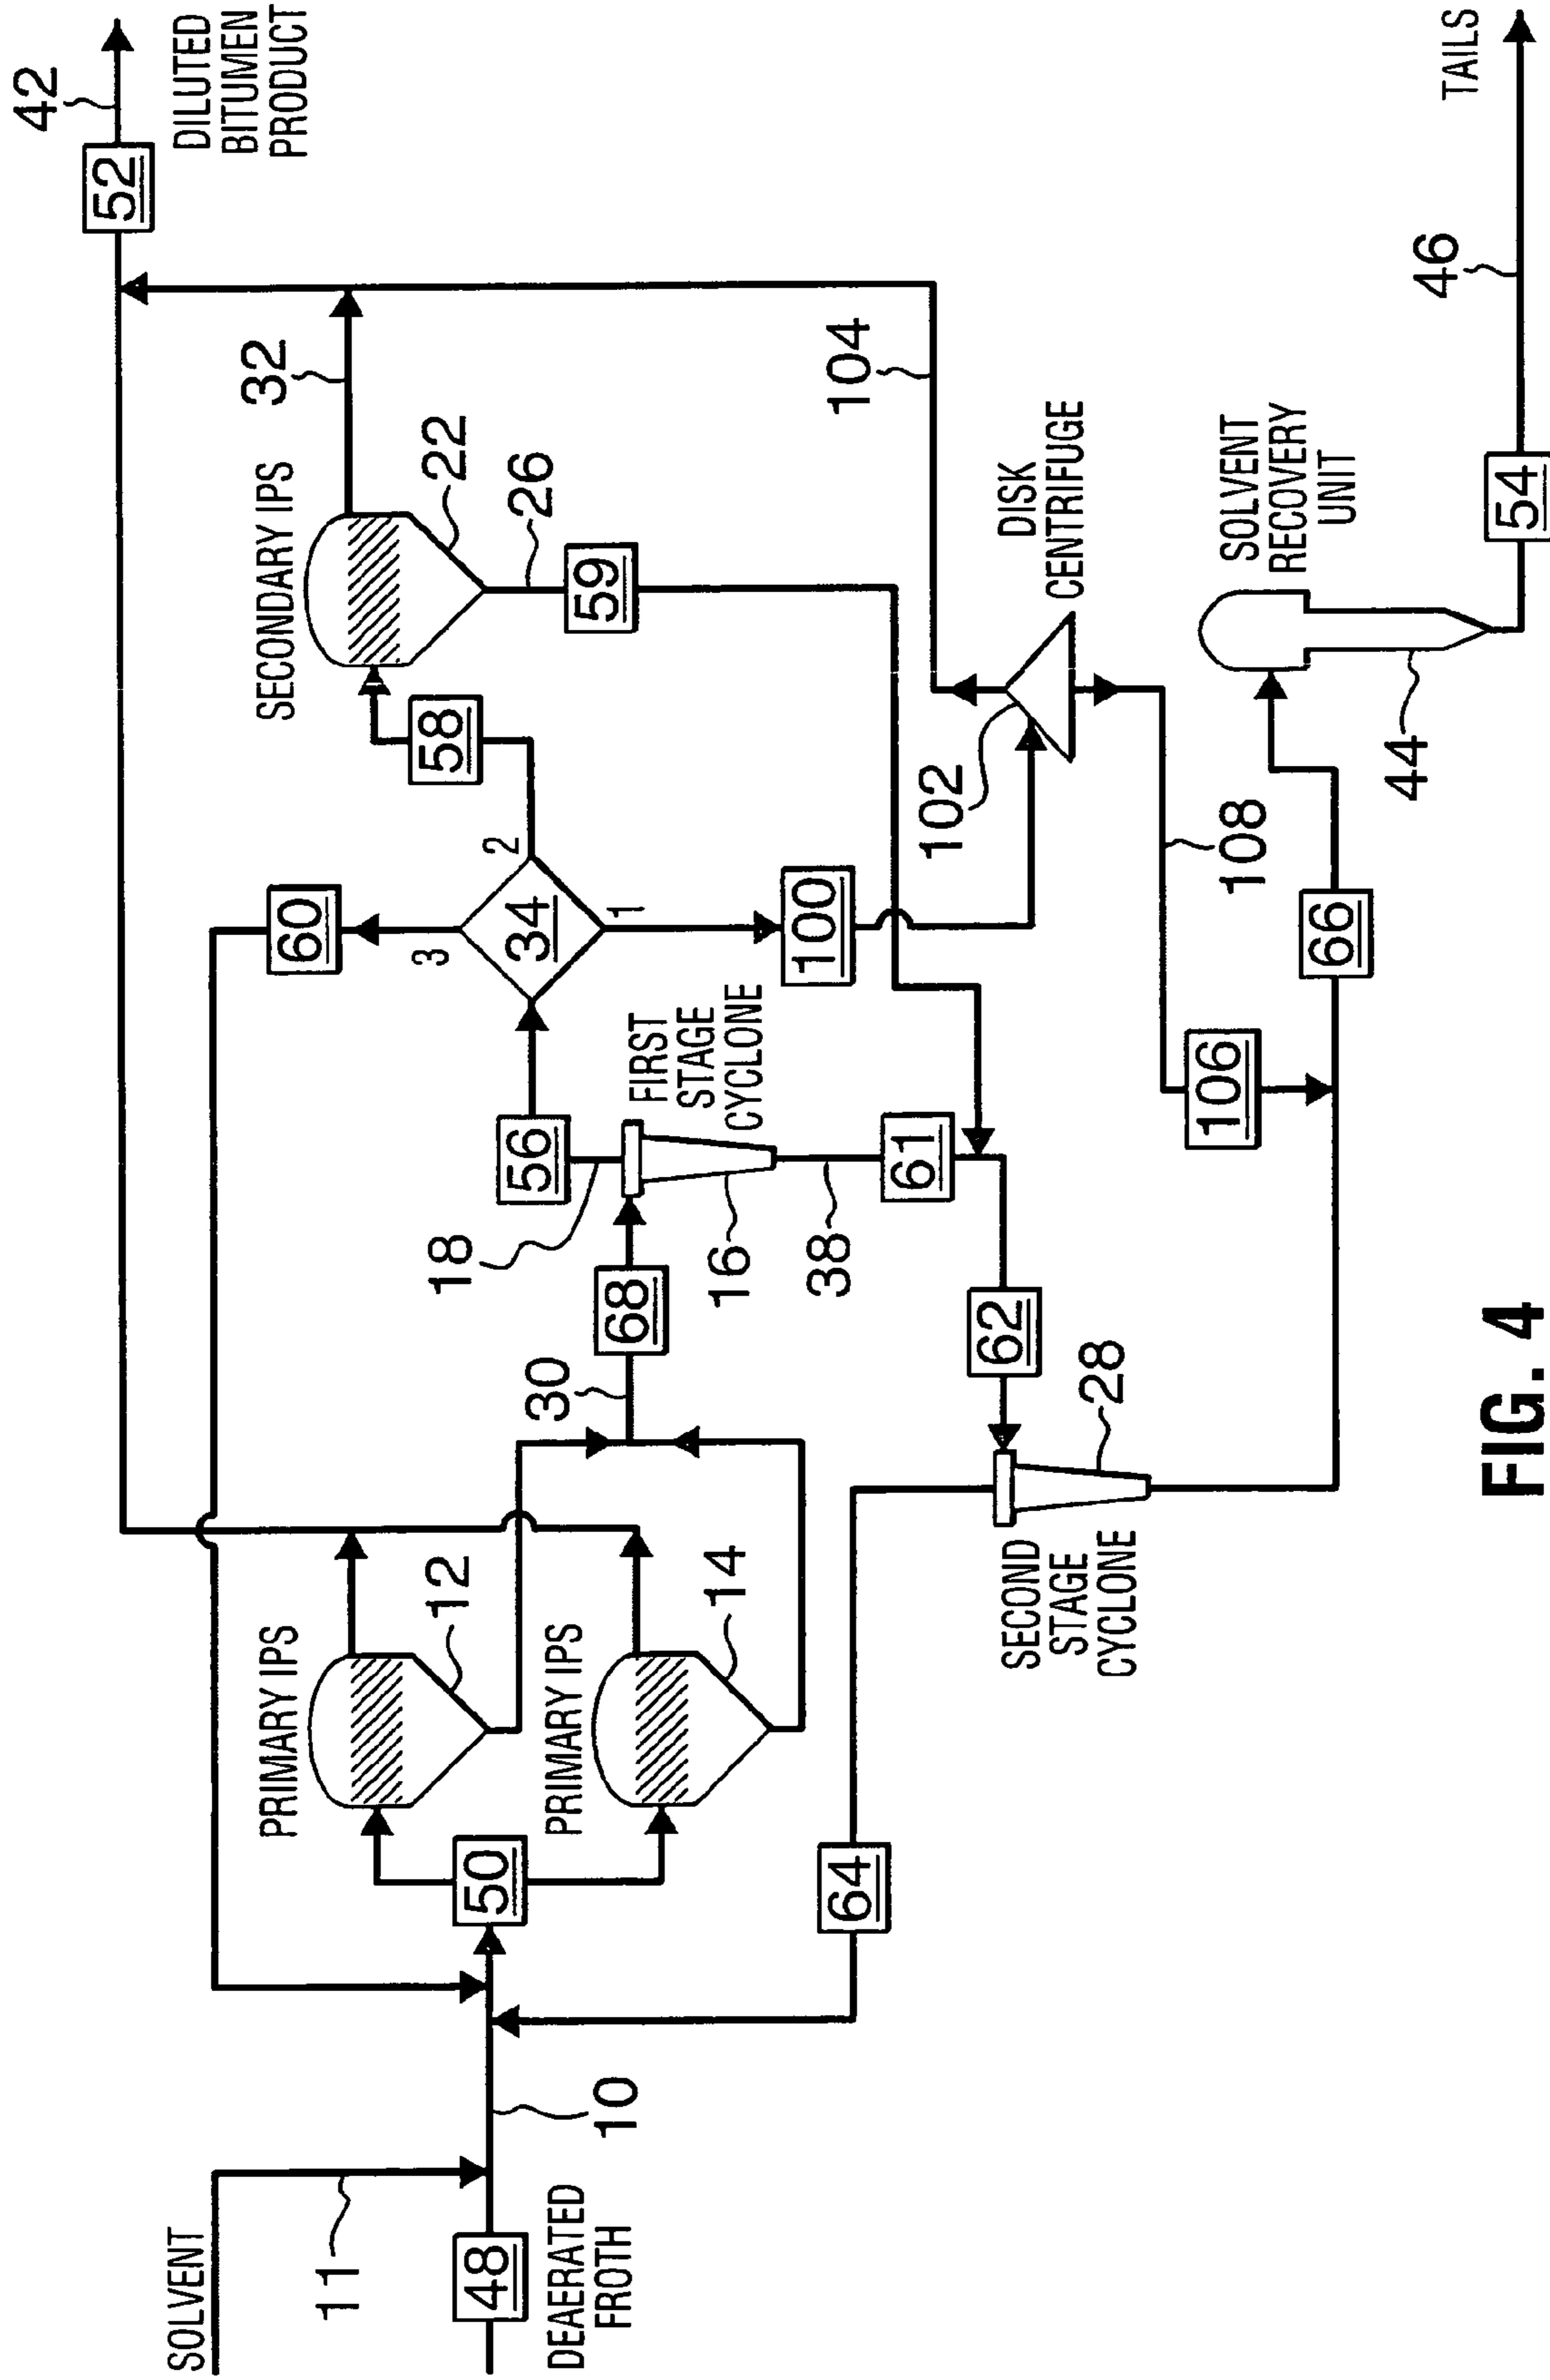 SOLVENT
11
48
DEAERATED
FROTH
10
50
64
PRIMARY IPS
12
PRIMARY IPS
14
SECOND
STAGE
CYCLONE
28
62
30
68
18
56
16
FIRST
STAGE
CYCLONE
38
61
60
3
34
2
1
100
58
SECONDARY IPS
22
26
59
32
102
DISK
CENTRIFUGE
104
106
108
66
44
SOLVENT
RECOVERY
UNIT
54
46
TAILS
52
42
DILUTED
BITUMEN
PRODUCT
FIG. 4